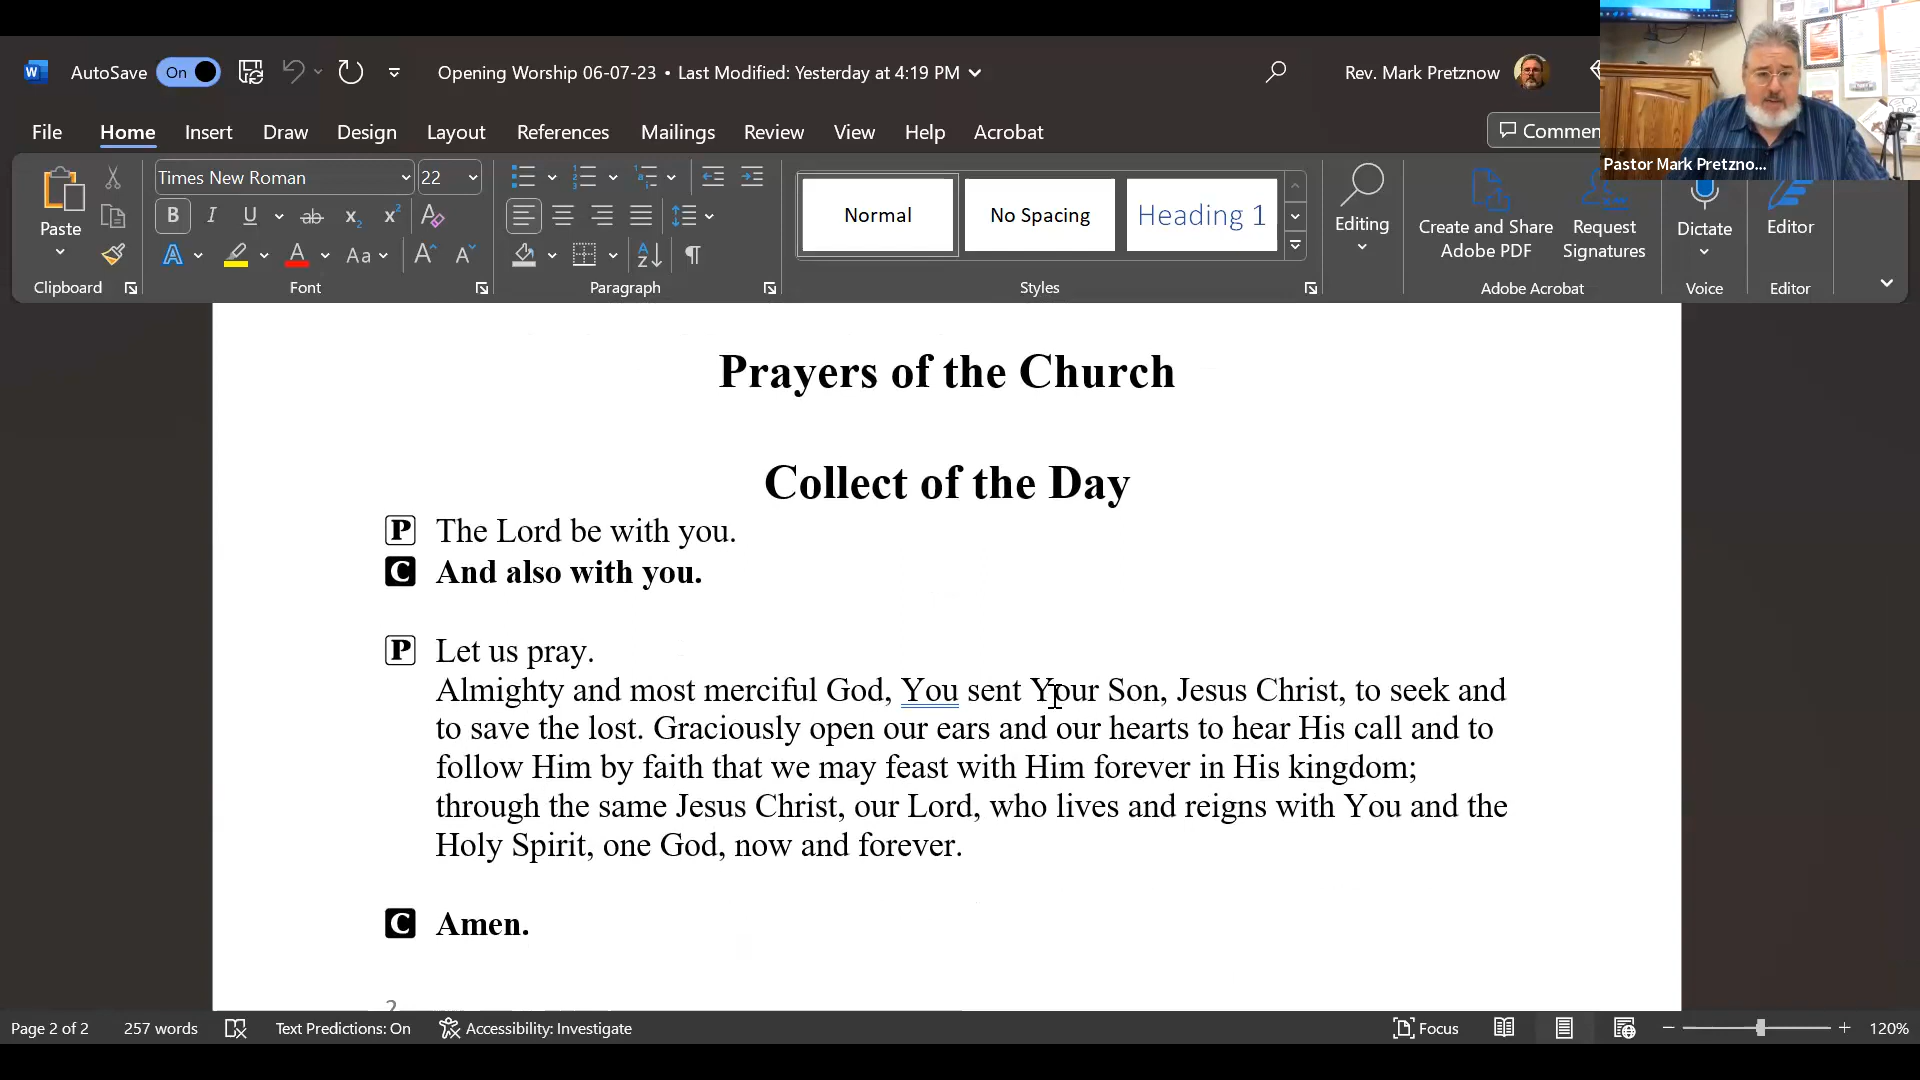 AutoSave On Opening Worship 06-07-23 • Last Modified: Yesterday at 4:19 PM Rev. Mark Pretznow
File Home Insert Draw Design Layout References Mailings Review View Help Acrobat Commen
Pastor Mark Pretzno...
Paste
Clipboard
Times New Roman 22
B I U ab x₂ x²
A A Aa A A
Font
Paragraph
Normal No Spacing Heading 1
Styles
Editing
Create and Share
Adobe PDF
Request
Signatures
Adobe Acrobat
Dictate
Voice
Editor
Editor
Prayers of the Church
Collect of the Day
P The Lord be with you.
C And also with you.
P Let us pray.
Almighty and most merciful God, You sent Your Son, Jesus Christ, to seek and
to save the lost. Graciously open our ears and our hearts to hear His call and to
follow Him by faith that we may feast with Him forever in His kingdom;
through the same Jesus Christ, our Lord, who lives and reigns with You and the
Holy Spirit, one God, now and forever.
C Amen.
2
Page 2 of 2 257 words Text Predictions: On Accessibility: Investigate Focus 120%